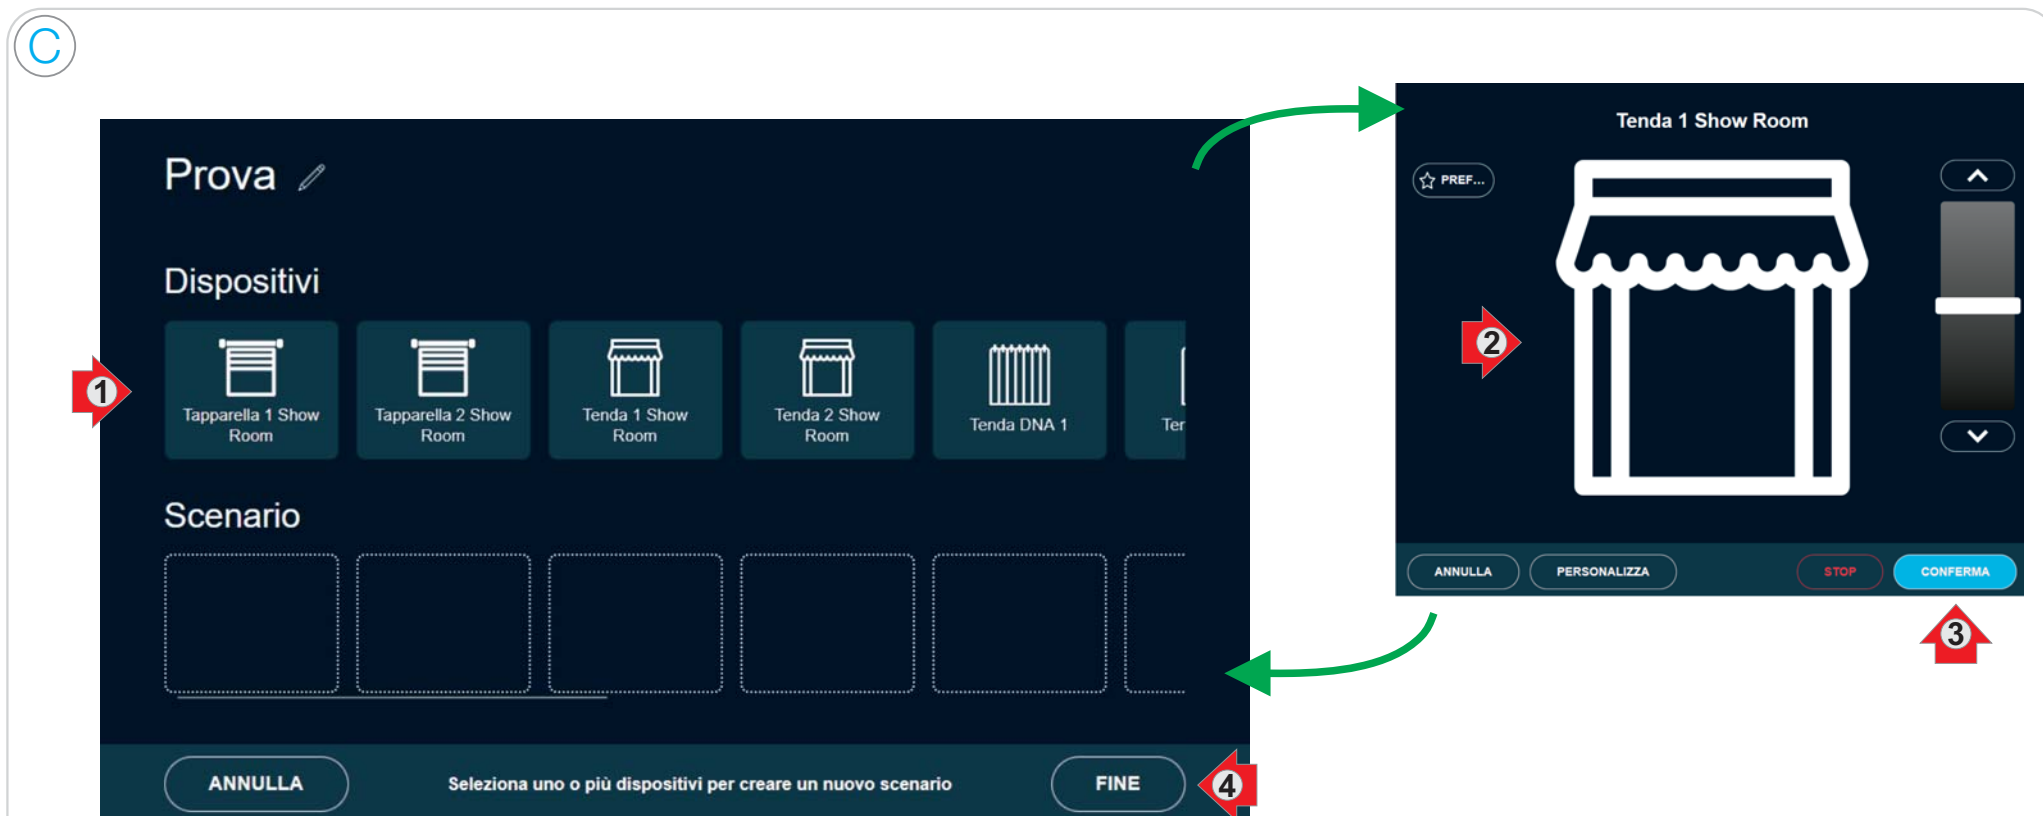 C
Prova
Dispositivi
Tapparella 1 Show
Room
Tapparella 2 Show
Room
Tenda 1 Show
Room
Tenda 2 Show
Room
Tenda DNA 1
Ter
1
Scenario
ANNULLA
Seleziona uno o più dispositivi per creare un nuovo scenario
FINE
4
Tenda 1 Show Room
PREF...
2
ANNULLA
PERSONALIZZA
STOP
CONFERMA
3